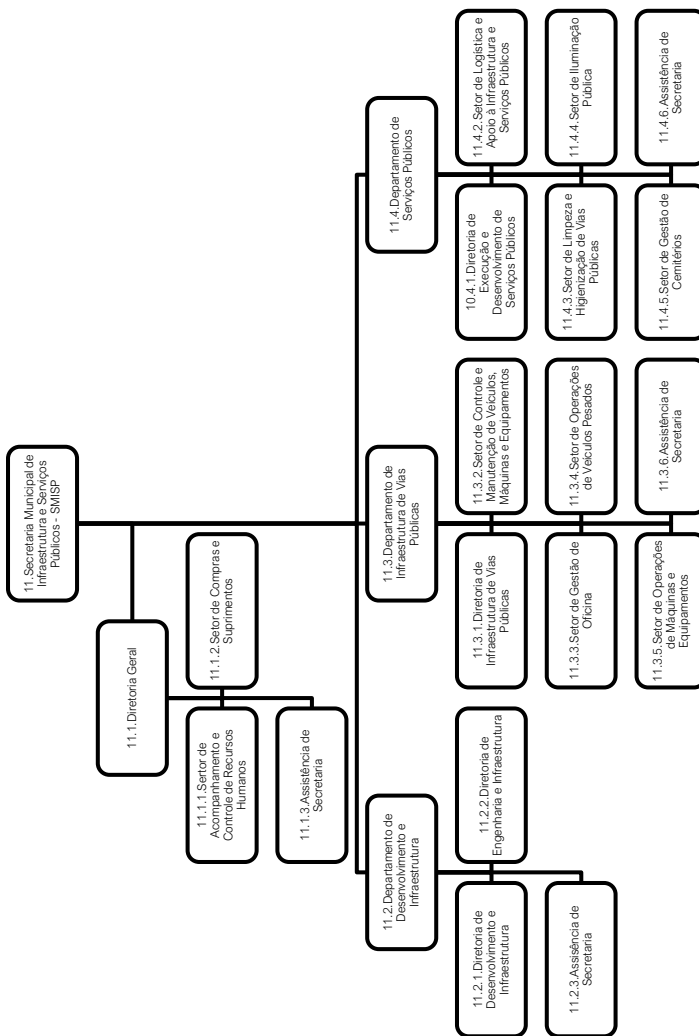 11.Secretaria Municipal de
Infraestrutura e Serviços
Públicos - SMISP
11.1.Diretoria Geral
11.1.1.Sertor de
Acompanhamento e
Controle de Recursos
Humanos
11.1.2.Setor de Compras e
Suprimentos
11.1.3.Assistência de
Secretaria
11.2.Departamento de
Desenvolvimento e
Infraestrutura
11.2.1.Diretoria de
Desenvolvimento e
Infraestrutura
11.2.2.Diretoria de
Engenharia e Infraestrutura
11.2.3.Assisência de
Secretaria
11.3.Departamento de
Infraestrutura de Vias
Públicas
11.3.1.Diretoria de
Infraestrutura de Vias
Públicas
11.3.2.Setor de Controle e
Manutenção de Veículos,
Máquinas e Equipamentos
11.3.3.Setor de Gestão de
Oficina
11.3.4.Setor de Operações
de Veículos Pesados
11.3.5.Setor de Operações
de Máquinas e
Equipamentos
11.3.6.Assistência de
Secretaria
11.4.Departamento de
Serviços Públicos
10.4.1.Diretoria de
Execução e
Desenvolvimento de
Serviços Públicos
11.4.2.Setor de Logística e
Apoio à Infraestrutura e
Serviços Públicos
11.4.3.Setor de Limpeza e
Higienização de Vias
Públicas
11.4.4.Setor de Iluminação
Pública
11.4.5.Setor de Gestão de
Cemitérios
11.4.6.Assistência de
Secretaria